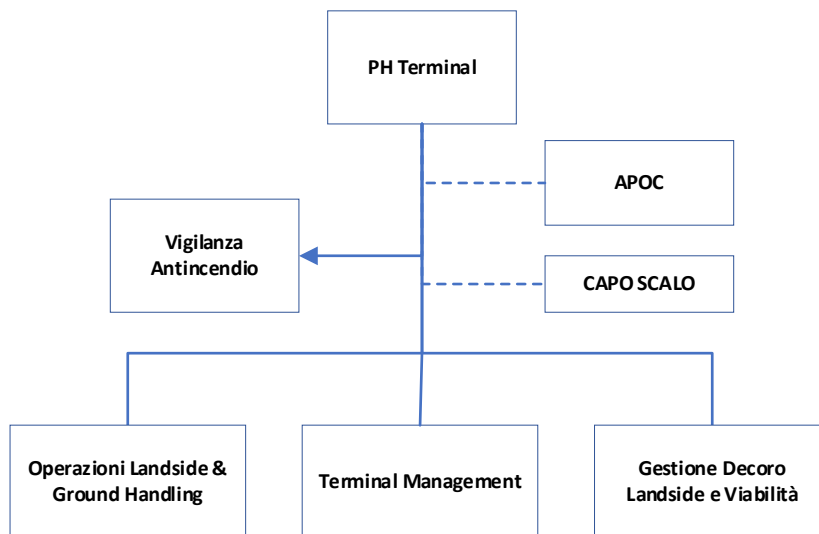 PH Terminal
APOC
Vigilanza
Antincendio
CAPO SCALO
Operazioni Landside &
Ground Handling
Terminal Management
Gestione Decoro
Landside e Viabilità